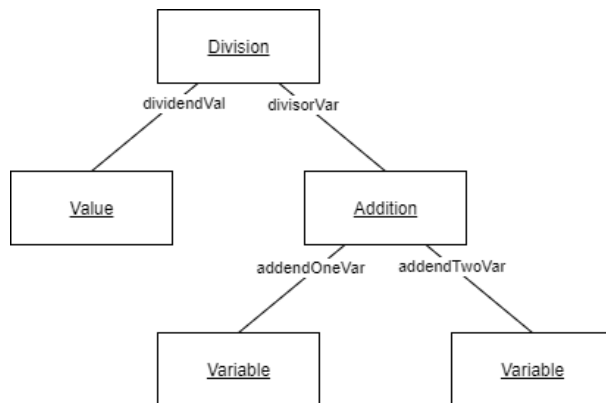 Division
dividendVal
divisorVar
Value
Addition
addendOneVar
addendTwoVar
Variable
Variable